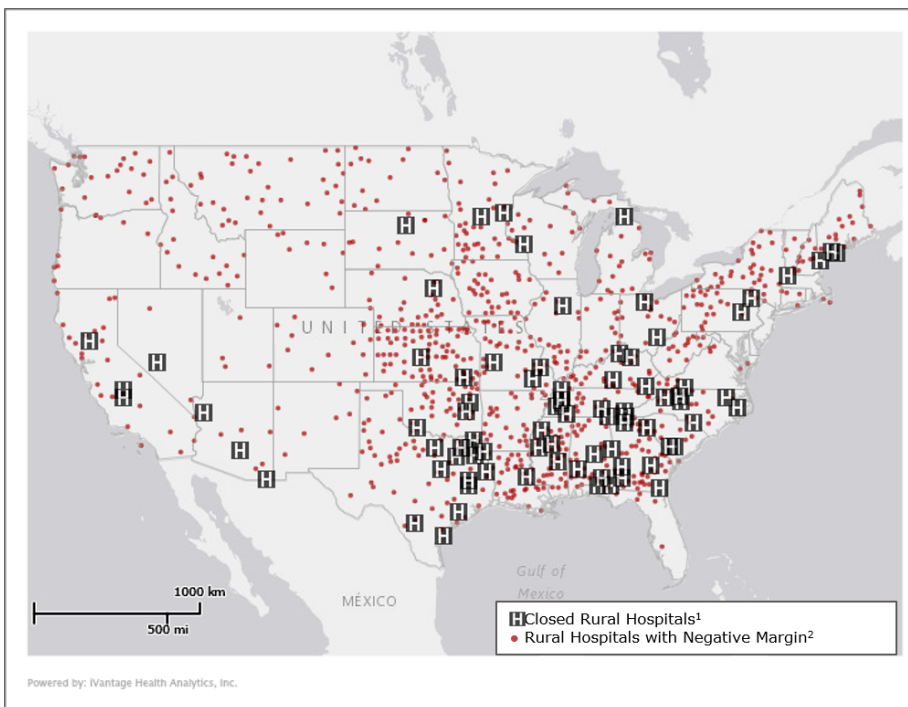 UNITED STATES
1000 km
500 mi
MÉXICO
Gulf of
Mexico
H Closed Rural Hospitals¹
Rural Hospitals with Negative Margin²
Powered by: iVantage Health Analytics, Inc.